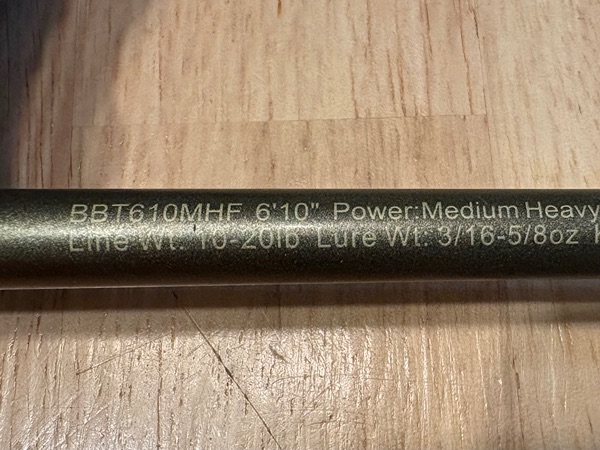 BBT610MHF 6'10" Power:Medium Heavy
Line Wt. 10-20lb Lure Wt. 3/16-5/8oz